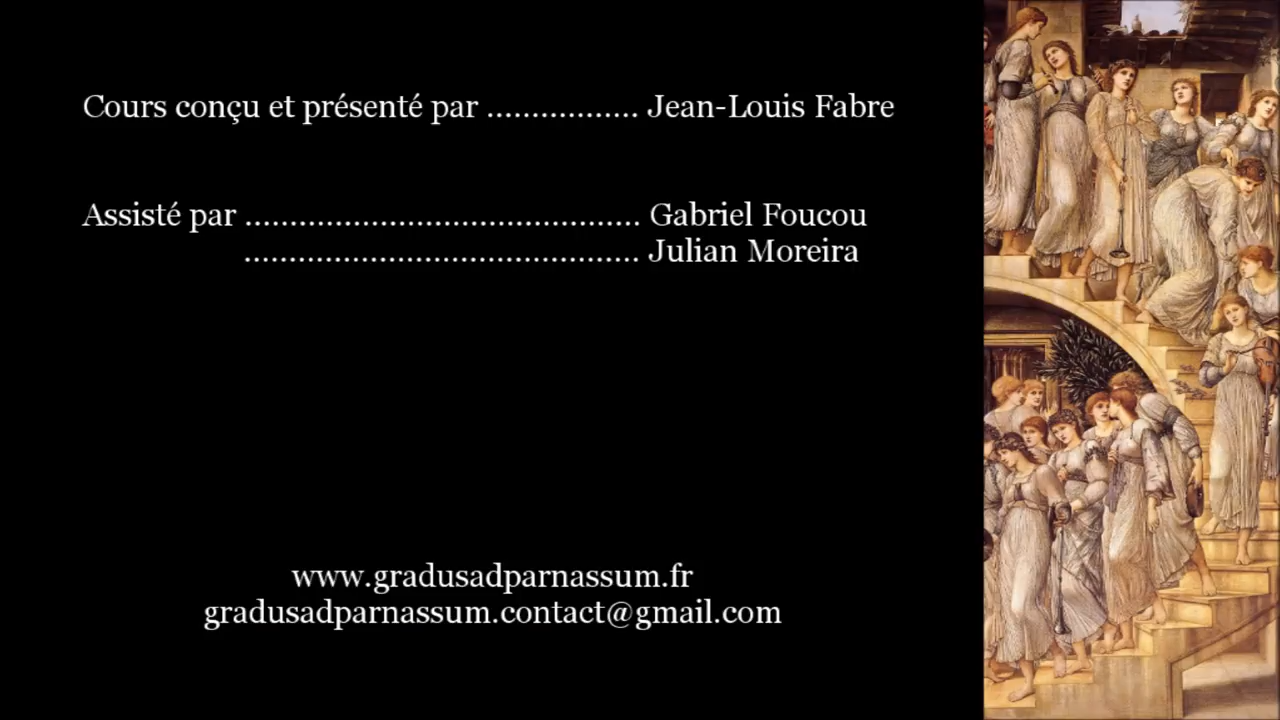 Cours conçu et présenté par ................. Jean-Louis Fabre
Assisté par ............................................ Gabriel Foucou
............................................ Julian Moreira
www.gradusadparnassum.fr
gradusadparnassum.contact@gmail.com